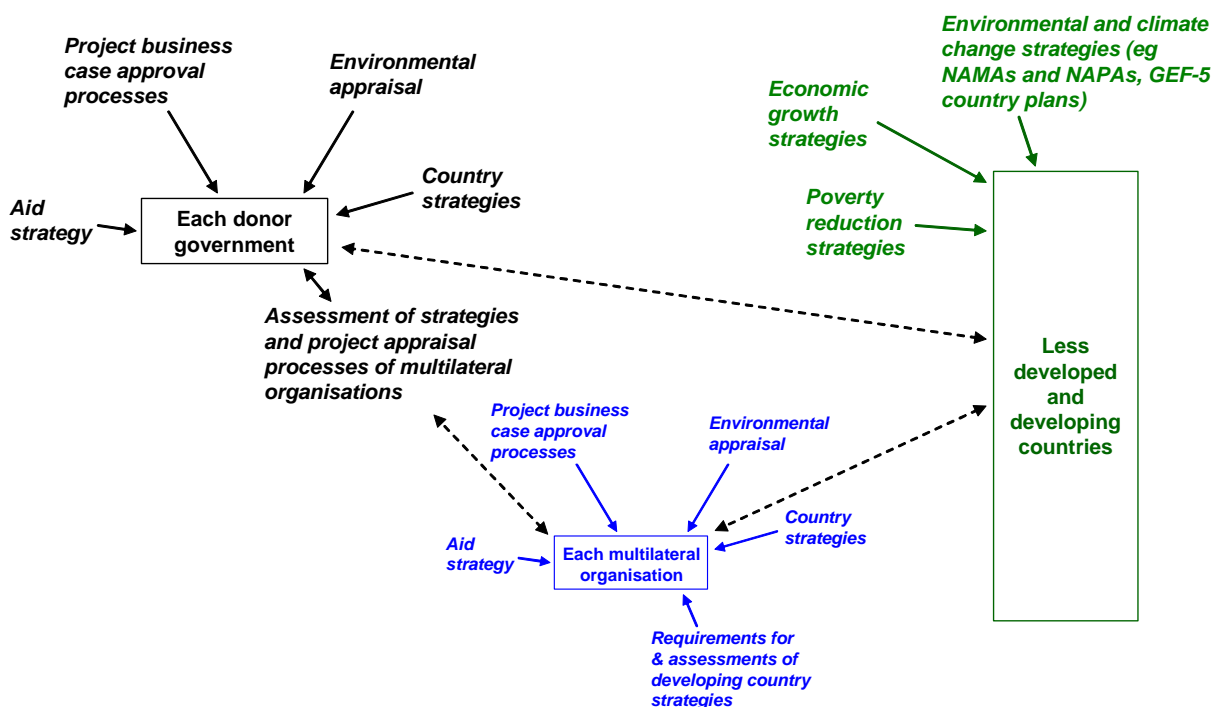 Project business
case approval
processes
Environmental
appraisal
Environmental and climate
change strategies (eg
NAMAs and NAPAs, GEF-5
country plans)
Economic
growth
strategies
Aid
strategy
Each donor
government
Country
strategies
Poverty
reduction
strategies
Assessment of strategies
and project appraisal
processes of multilateral
organisations
Less
developed
and
developing
countries
Project business
case approval
processes
Environmental
appraisal
Aid
strategy
Each multilateral
organisation
Country
strategies
Requirements for
& assessments of
developing country
strategies